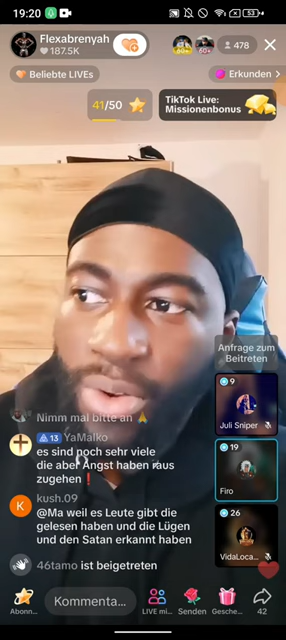 19:20
53
Flexabrenyah
187.5K
478
Beliebte LIVEs
Erkunden >
41/50
TikTok Live:
Missionenbonus
Anfrage zum
Beitreten
9
Juli Sniper
19
Firo
26
VidaLoca...
Nimm mal bitte an 🙏
13 YaMalko
es sind noch sehr viele
die aber Angst haben raus
zugehen❗
K
kush.09
@Ma weil es Leute gibt die
gelesen haben und die Lügen
und den Satan erkannt haben
46tamo ist beigetreten
Abonn...
Kommenta...
LIVE mi...
Senden
Gesche...
42